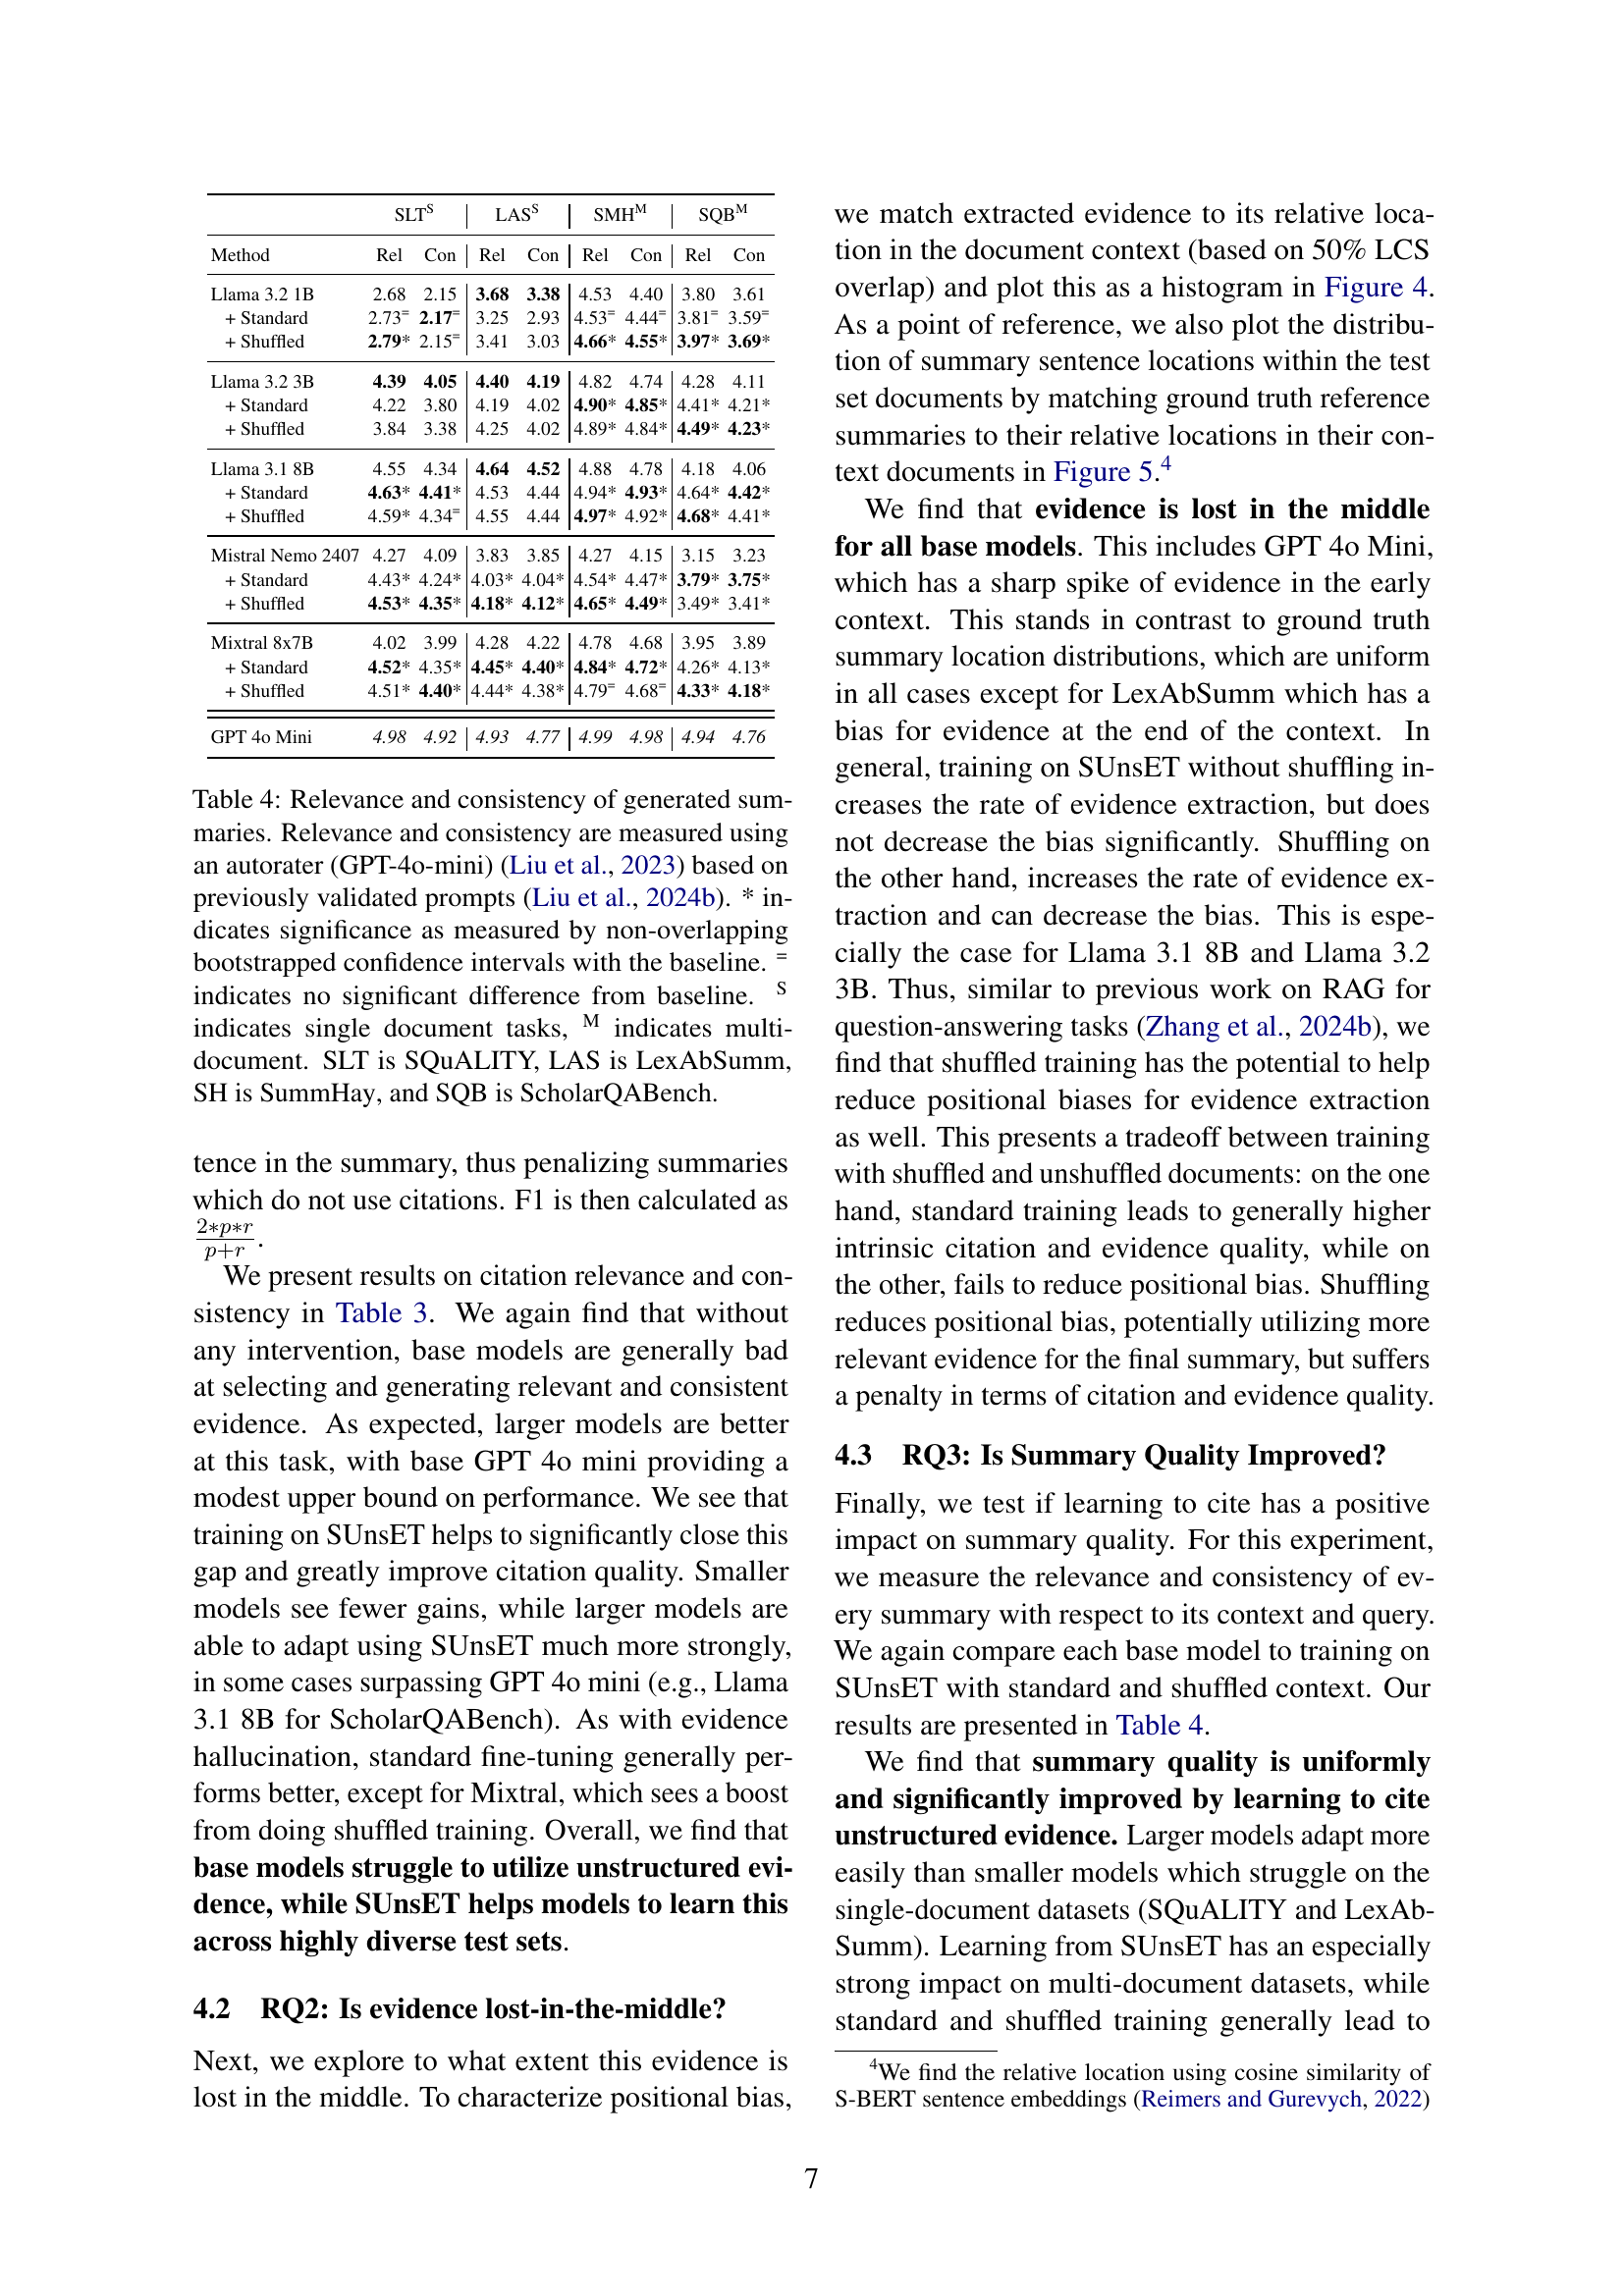 SLT^S | LAS^S | SMH^M | SQB^M
Method Rel Con | Rel Con | Rel Con | Rel Con
Llama 3.2 1B 2.68 2.15 | 3.68 3.38 | 4.53 4.40 | 3.80 3.61
+ Standard 2.73= 2.17= | 3.25 2.93 | 4.53= 4.44= | 3.81= 3.59=
+ Shuffled 2.79* 2.15= | 3.41 3.03 | 4.66* 4.55* | 3.97* 3.69*
Llama 3.2 3B 4.39 4.05 | 4.40 4.19 | 4.82 4.74 | 4.28 4.11
+ Standard 4.22 3.80 | 4.19 4.02 | 4.90* 4.85* | 4.41* 4.21*
+ Shuffled 3.84 3.38 | 4.25 4.02 | 4.89* 4.84* | 4.49* 4.23*
Llama 3.1 8B 4.55 4.34 | 4.64 4.52 | 4.88 4.78 | 4.18 4.06
+ Standard 4.63* 4.41* | 4.53 4.44 | 4.94* 4.93* | 4.64* 4.42*
+ Shuffled 4.59* 4.34= | 4.55 4.44 | 4.97* 4.92* | 4.68* 4.41*
Mistral Nemo 2407 4.27 4.09 | 3.83 3.85 | 4.27 4.15 | 3.15 3.23
+ Standard 4.43* 4.24* | 4.03* 4.04* | 4.54* 4.47* | 3.79* 3.75*
+ Shuffled 4.53* 4.35* | 4.18* 4.12* | 4.65* 4.49* | 3.49* 3.41*
Mixtral 8x7B 4.02 3.99 | 4.28 4.22 | 4.78 4.68 | 3.95 3.89
+ Standard 4.52* 4.35* | 4.45* 4.40* | 4.84* 4.72* | 4.26* 4.13*
+ Shuffled 4.51* 4.40* | 4.44* 4.38* | 4.79= 4.68= | 4.33* 4.18*
GPT 4o Mini 4.98 4.92 | 4.93 4.77 | 4.99 4.98 | 4.94 4.76
Table 4: Relevance and consistency of generated sum-
maries. Relevance and consistency are measured using
an autorater (GPT-4o-mini) (Liu et al., 2023) based on
previously validated prompts (Liu et al., 2024b). * in-
dicates significance as measured by non-overlapping
bootstrapped confidence intervals with the baseline. =
indicates no significant difference from baseline. S
indicates single document tasks, M indicates multi-
document. SLT is SQuALITY, LAS is LexAbSumm,
SH is SummHay, and SQB is ScholarQABench.
tence in the summary, thus penalizing summaries
which do not use citations. F1 is then calculated as
2*p*r
p+r .
We present results on citation relevance and con-
sistency in Table 3. We again find that without
any intervention, base models are generally bad
at selecting and generating relevant and consistent
evidence. As expected, larger models are better
at this task, with base GPT 4o mini providing a
modest upper bound on performance. We see that
training on SUnsET helps to significantly close this
gap and greatly improve citation quality. Smaller
models see fewer gains, while larger models are
able to adapt using SUnsET much more strongly,
in some cases surpassing GPT 4o mini (e.g., Llama
3.1 8B for ScholarQABench). As with evidence
hallucination, standard fine-tuning generally per-
forms better, except for Mixtral, which sees a boost
from doing shuffled training. Overall, we find that
base models struggle to utilize unstructured evi-
dence, while SUnsET helps models to learn this
across highly diverse test sets.
4.2 RQ2: Is evidence lost-in-the-middle?
Next, we explore to what extent this evidence is
lost in the middle. To characterize positional bias,
we match extracted evidence to its relative loca-
tion in the document context (based on 50% LCS
overlap) and plot this as a histogram in Figure 4.
As a point of reference, we also plot the distribu-
tion of summary sentence locations within the test
set documents by matching ground truth reference
summaries to their relative locations in their con-
text documents in Figure 5.4
We find that evidence is lost in the middle
for all base models. This includes GPT 4o Mini,
which has a sharp spike of evidence in the early
context. This stands in contrast to ground truth
summary location distributions, which are uniform
in all cases except for LexAbSumm which has a
bias for evidence at the end of the context. In
general, training on SUnsET without shuffling in-
creases the rate of evidence extraction, but does
not decrease the bias significantly. Shuffling on
the other hand, increases the rate of evidence ex-
traction and can decrease the bias. This is espe-
cially the case for Llama 3.1 8B and Llama 3.2
3B. Thus, similar to previous work on RAG for
question-answering tasks (Zhang et al., 2024b), we
find that shuffled training has the potential to help
reduce positional biases for evidence extraction
as well. This presents a tradeoff between training
with shuffled and unshuffled documents: on the one
hand, standard training leads to generally higher
intrinsic citation and evidence quality, while on
the other, fails to reduce positional bias. Shuffling
reduces positional bias, potentially utilizing more
relevant evidence for the final summary, but suffers
a penalty in terms of citation and evidence quality.
4.3 RQ3: Is Summary Quality Improved?
Finally, we test if learning to cite has a positive
impact on summary quality. For this experiment,
we measure the relevance and consistency of ev-
ery summary with respect to its context and query.
We again compare each base model to training on
SUnsET with standard and shuffled context. Our
results are presented in Table 4.
We find that summary quality is uniformly
and significantly improved by learning to cite
unstructured evidence. Larger models adapt more
easily than smaller models which struggle on the
single-document datasets (SQuALITY and LexAb-
Summ). Learning from SUnsET has an especially
strong impact on multi-document datasets, while
standard and shuffled training generally lead to
4We find the relative location using cosine similarity of
S-BERT sentence embeddings (Reimers and Gurevych, 2022)
7